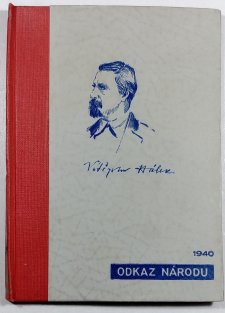 Vítězslav Hálek
1940
ODKAZ NÁRODU